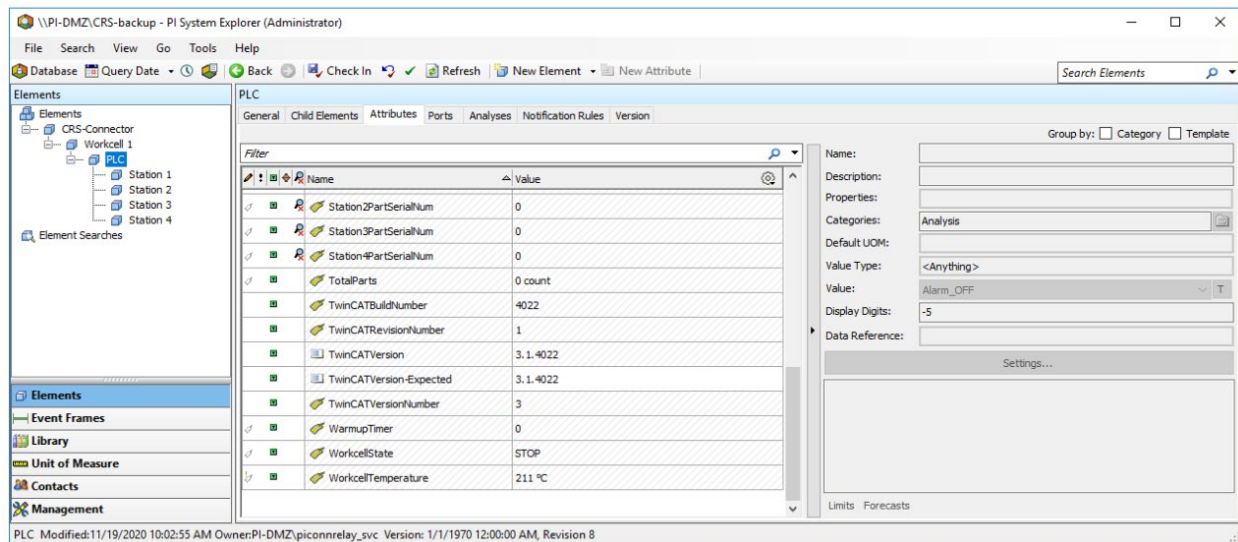 \\PI-DMZ\CRS-backup - PI System Explorer (Administrator)
File Search View Go Tools Help
Database Query Date Back Check In Refresh New Element New Attribute Search Elements
Elements
Elements
CRS-Connector
Workcell 1
PLC
Station 1
Station 2
Station 3
Station 4
Element Searches
Elements
Event Frames
Library
Unit of Measure
Contacts
Management
PLC
General Child Elements Attributes Ports Analyses Notification Rules Version
Group by: Category Template
Filter
Name Value
Station2PartSerialNum 0
Station3PartSerialNum 0
Station4PartSerialNum 0
TotalParts 0 count
TwinCATBuildNumber 4022
TwinCATRevisionNumber 1
TwinCATVersion 3.1.4022
TwinCATVersion-Expected 3.1.4022
TwinCATVersionNumber 3
WarmupTimer 0
WorkcellState STOP
WorkcellTemperature 211 °C
Name:
Description:
Properties:
Categories: Analysis
Default UOM:
Value Type: <Anything>
Value: Alarm_OFF T
Display Digits: -5
Data Reference:
Settings...
Limits Forecasts
PLC Modified:11/19/2020 10:02:55 AM Owner:PI-DMZ\piconnrelay_svc Version: 1/1/1970 12:00:00 AM, Revision 8